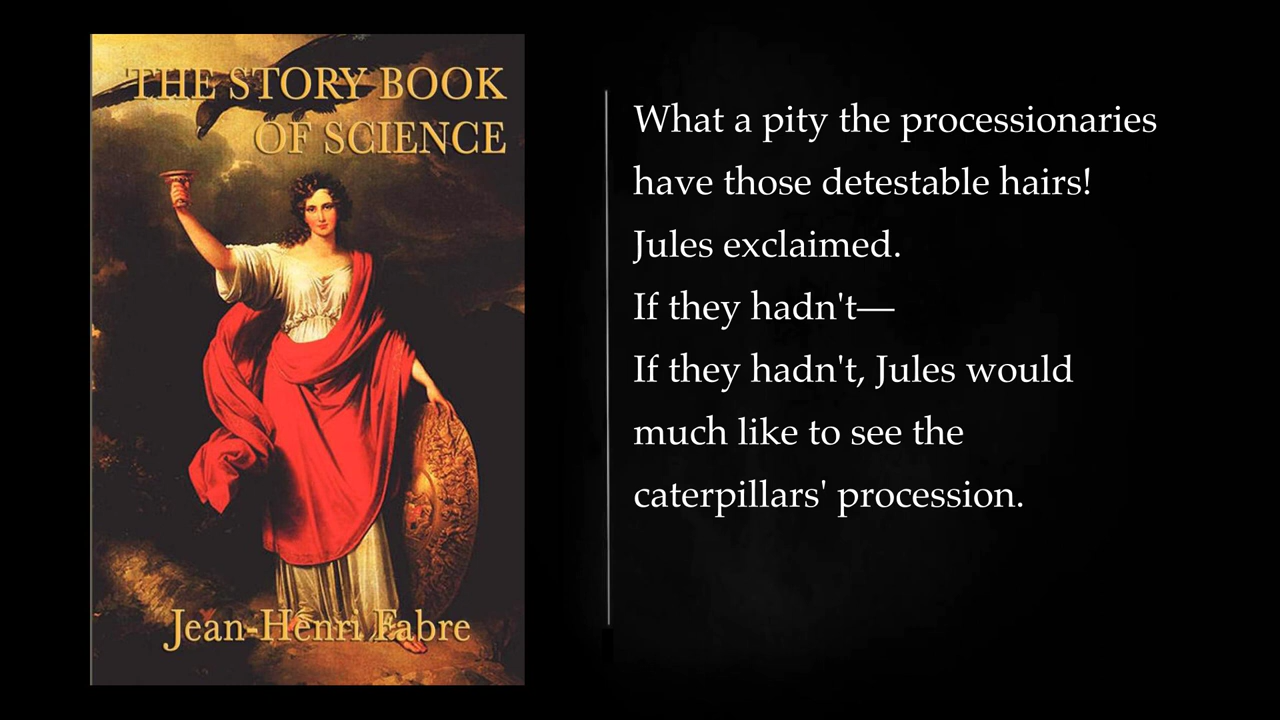 THE STORY BOOK
OF SCIENCE
Jean-Henri Fabre
What a pity the processionaries
have those detestable hairs!
Jules exclaimed.
If they hadn't—
If they hadn't, Jules would
much like to see the
caterpillars' procession.